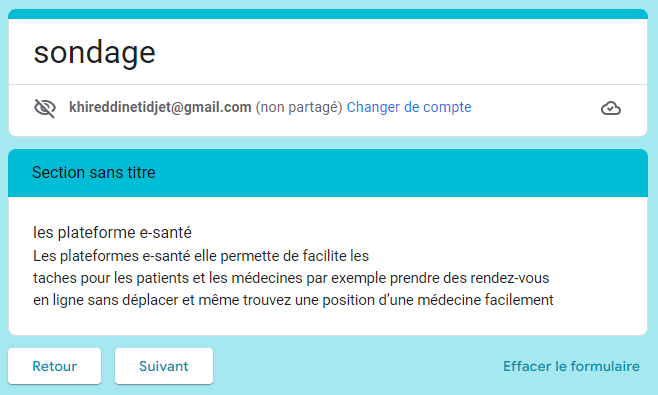 sondage
khireddinetidjet@gmail.com (non partagé) Changer de compte
Section sans titre
les plateforme e-santé
Les plateformes e-santé elle permette de facilite les
taches pour les patients et les médecines par exemple prendre des rendez-vous
en ligne sans déplacer et même trouvez une position d’une médecine facilement
Retour Suivant Effacer le formulaire